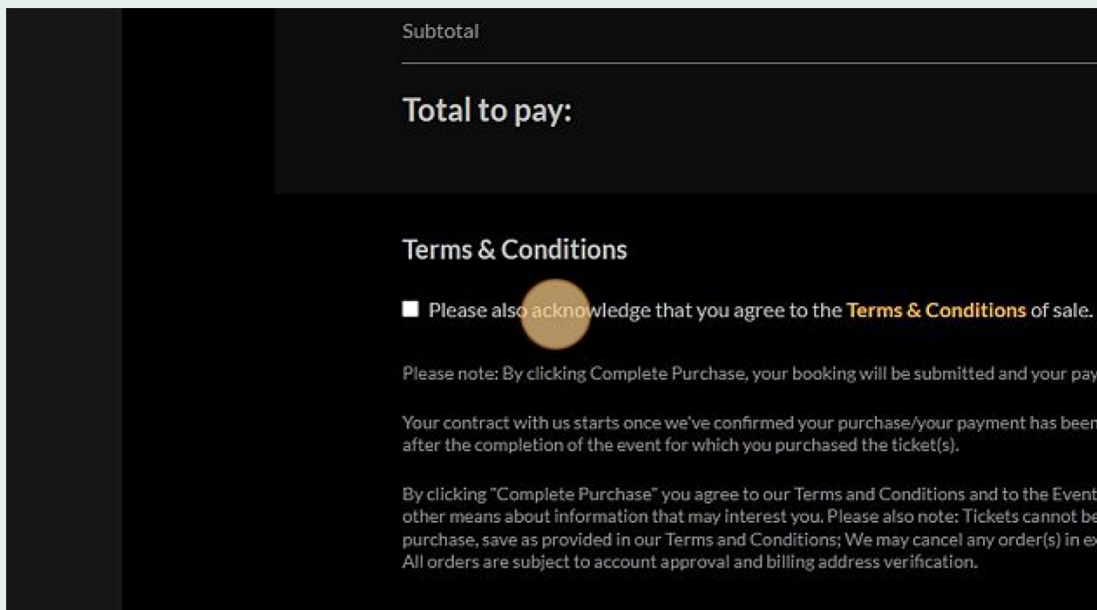 Subtotal
Total to pay:
Terms & Conditions
Please also acknowledge that you agree to the Terms & Conditions of sale.
Please note: By clicking Complete Purchase, your booking will be submitted and your pay
Your contract with us starts once we've confirmed your purchase/your payment has been
after the completion of the event for which you purchased the ticket(s).
By clicking "Complete Purchase" you agree to our Terms and Conditions and to the Event
other means about information that may interest you. Please also note: Tickets cannot be
purchase, save as provided in our Terms and Conditions; We may cancel any order(s) in ex
All orders are subject to account approval and billing address verification.